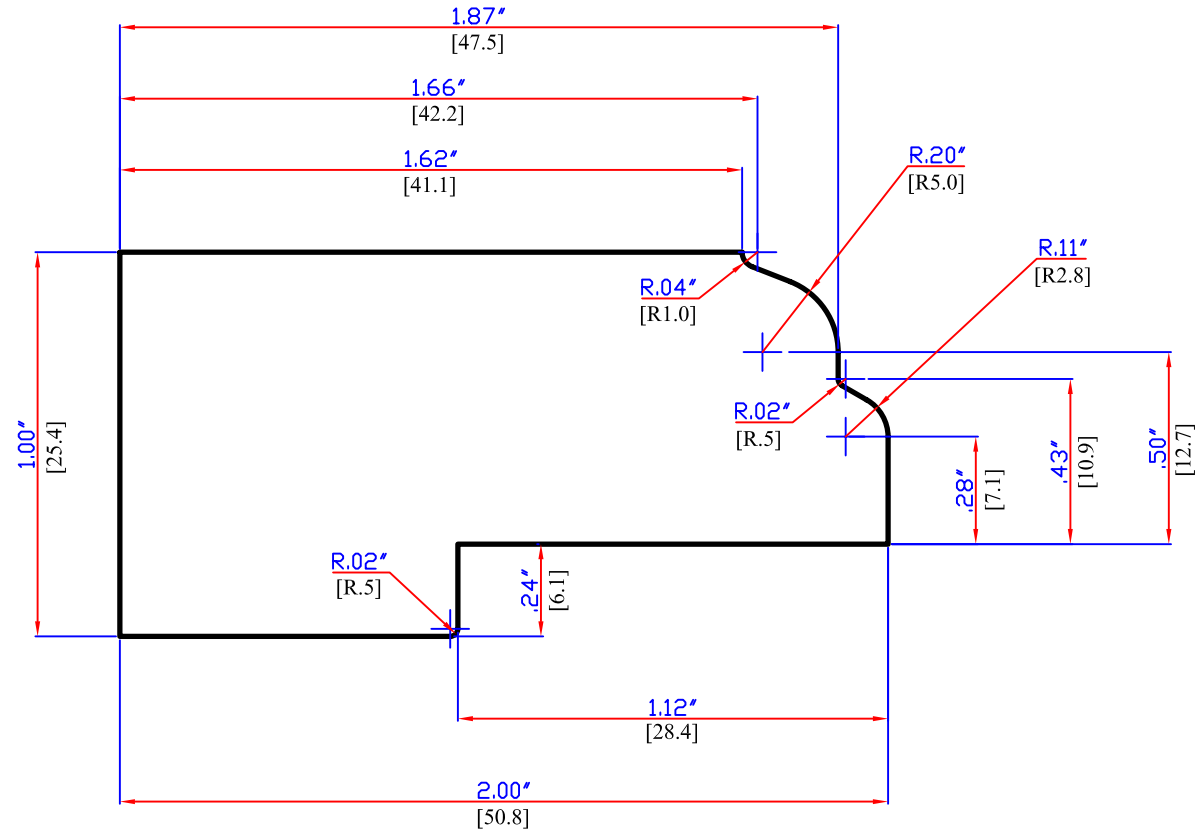 1.87″
[47.5]
1.66″
[42.2]
1.62″
[41.1]
R.20″
[R5.0]
R.11″
[R2.8]
R.04″
[R1.0]
R.02″
[R.5]
1.00″
[25.4]
.50″
[12.7]
.43″
[10.9]
.28″
[7.1]
R.02″
[R.5]
.24″
[6.1]
1.12″
[28.4]
2.00″
[50.8]